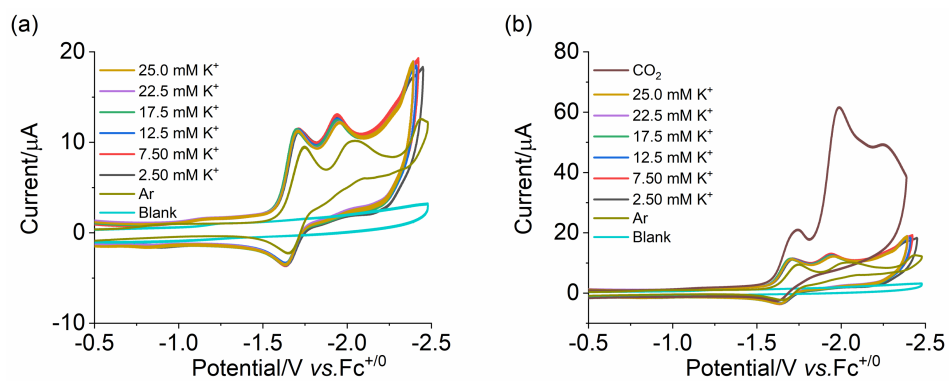 (a)
20
10
0
-10
Current/μA
25.0 mM K⁺
22.5 mM K⁺
17.5 mM K⁺
12.5 mM K⁺
7.50 mM K⁺
2.50 mM K⁺
Ar
Blank
-0.5 -1.0 -1.5 -2.0 -2.5
Potential/V vs.Fc⁺/⁰
(b)
80
60
40
20
0
Current/μA
CO₂
25.0 mM K⁺
22.5 mM K⁺
17.5 mM K⁺
12.5 mM K⁺
7.50 mM K⁺
2.50 mM K⁺
Ar
Blank
-0.5 -1.0 -1.5 -2.0 -2.5
Potential/V vs.Fc⁺/⁰